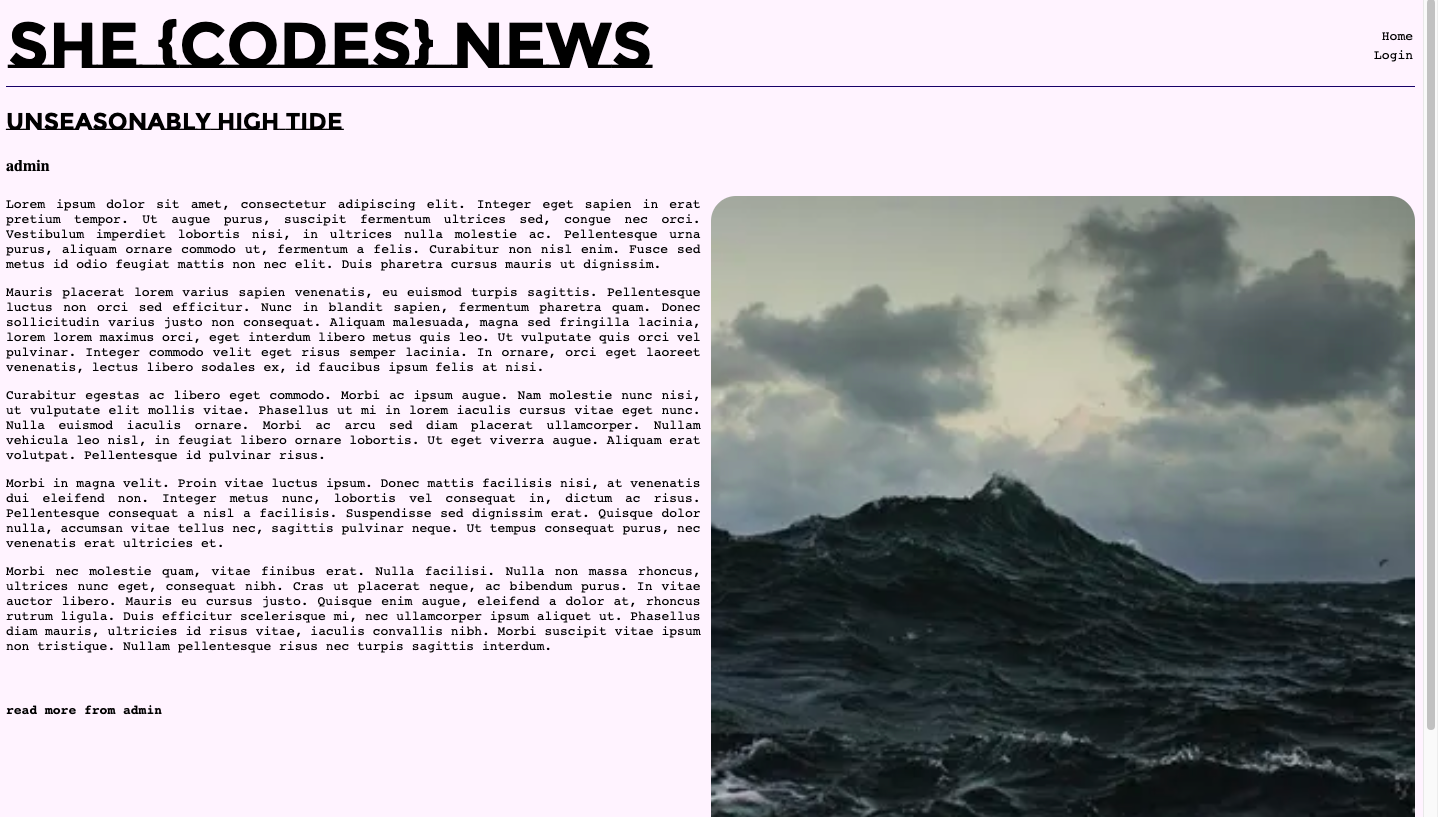 SHE {CODES} NEWS
Home
Login
UNSEASONABLY HIGH TIDE
admin
Lorem ipsum dolor sit amet, consectetur adipiscing elit. Integer eget sapien in erat
pretium tempor. Ut augue purus, suscipit fermentum ultrices sed, congue nec orci.
Vestibulum imperdiet lobortis nisi, in ultrices nulla molestie ac. Pellentesque urna
purus, aliquam ornare commodo ut, fermentum a felis. Curabitur non nisl enim. Fusce sed
metus id odio feugiat mattis non nec elit. Duis pharetra cursus mauris ut dignissim.
Mauris placerat lorem varius sapien venenatis, eu euismod turpis sagittis. Pellentesque
luctus non orci sed efficitur. Nunc in blandit sapien, fermentum pharetra quam. Donec
sollicitudin varius justo non consequat. Aliquam malesuada, magna sed fringilla lacinia,
lorem lorem maximus orci, eget interdum libero metus quis leo. Ut vulputate quis orci vel
pulvinar. Integer commodo velit eget risus semper lacinia. In ornare, orci eget laoreet
venenatis, lectus libero sodales ex, id faucibus ipsum felis at nisi.
Curabitur egestas ac libero eget commodo. Morbi ac ipsum augue. Nam molestie nunc nisi,
ut vulputate elit mollis vitae. Phasellus ut mi in lorem iaculis cursus vitae eget nunc.
Nulla euismod iaculis ornare. Morbi ac arcu sed diam placerat ullamcorper. Nullam
vehicula leo nisl, in feugiat libero ornare lobortis. Ut eget viverra augue. Aliquam erat
volutpat. Pellentesque id pulvinar risus.
Morbi in magna velit. Proin vitae luctus ipsum. Donec mattis facilisis nisi, at venenatis
dui eleifend non. Integer metus nunc, lobortis vel consequat in, dictum ac risus.
Pellentesque consequat a nisl a facilisis. Suspendisse sed dignissim erat. Quisque dolor
nulla, accumsan vitae tellus nec, sagittis pulvinar neque. Ut tempus consequat purus, nec
venenatis erat ultricies et.
Morbi nec molestie quam, vitae finibus erat. Nulla facilisi. Nulla non massa rhoncus,
ultrices nunc eget, consequat nibh. Cras ut placerat neque, ac bibendum purus. In vitae
auctor libero. Mauris eu cursus justo. Quisque enim augue, eleifend a dolor at, rhoncus
rutrum ligula. Duis efficitur scelerisque mi, nec ullamcorper ipsum aliquet ut. Phasellus
diam mauris, ultricies id risus vitae, iaculis convallis nibh. Morbi suscipit vitae ipsum
non tristique. Nullam pellentesque risus nec turpis sagittis interdum.
read more from admin